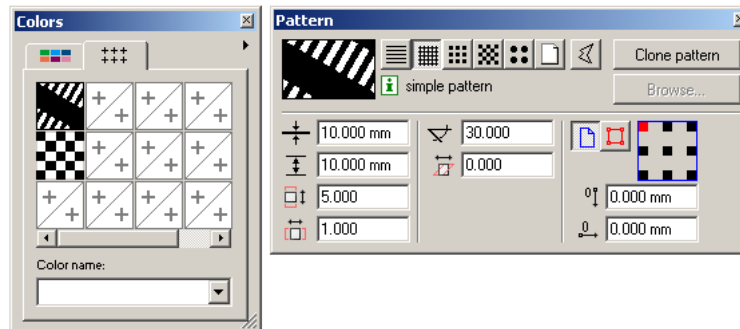 Colors
Color name:
Pattern
Clone pattern
simple pattern
Browse...
10.000 mm
30.000
10.000 mm
0.000
5.000
0.000 mm
1.000
0.000 mm